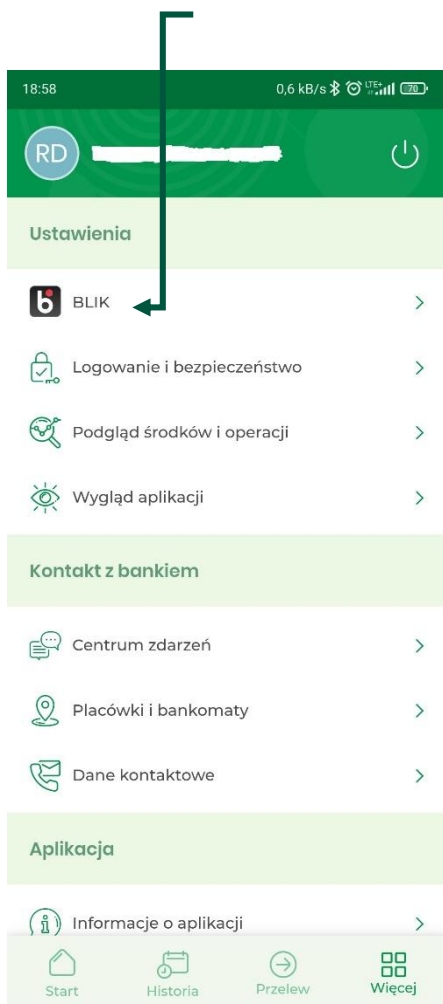 18:58 0,6 kB/s LTE+ 70
RD
Ustawienia
BLIK
Logowanie i bezpieczeństwo
Podgląd środków i operacji
Wygląd aplikacji
Kontakt z bankiem
Centrum zdarzeń
Placówki i bankomaty
Dane kontaktowe
Aplikacja
Informacje o aplikacji
Start Historia Przelew Więcej